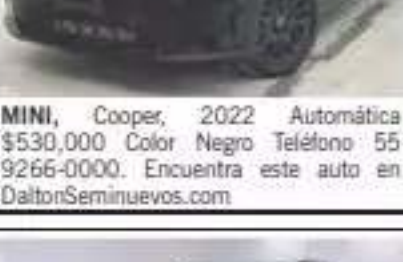 MINI, Cooper, 2022 Automática
$530,000 Color Negro Teléfono 55
9266-0000. Encuentra este auto en
DaltonSeminuevos.com